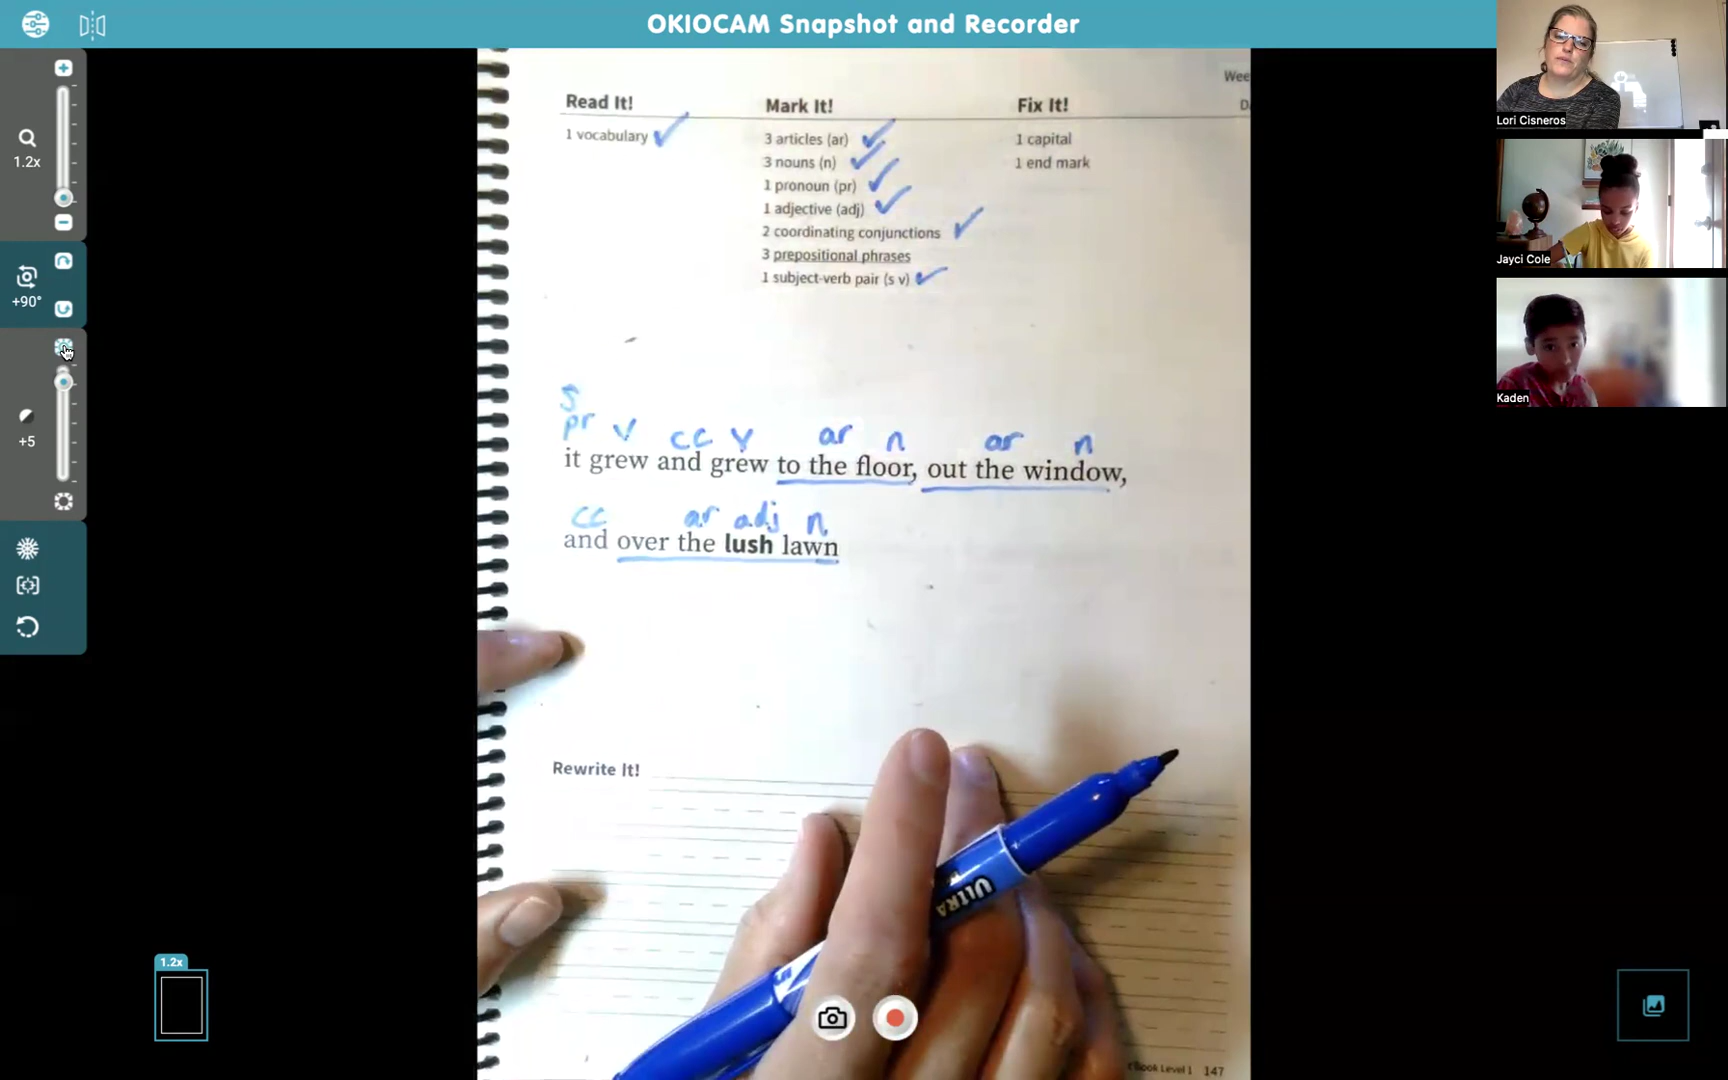 OKIOCAM Snapshot and Recorder
1.2x
+90°
+5
1.2x
Lori Cisneros
Jayci Cole
Kaden
Read It!
1 vocabulary ✓
Mark It!
3 articles (ar) ✓
3 nouns (n) ✓
1 pronoun (pr) ✓
1 adjective (adj) ✓
2 coordinating conjunctions ✓
3 prepositional phrases
1 subject-verb pair (s v) ✓
Fix It!
1 capital
1 end mark
s
pr v cc v ar n ar n
it grew and grew to the floor, out the window,
cc ar adj n
and over the lush lawn
Rewrite It!
ULTRA
Book Level 1 147